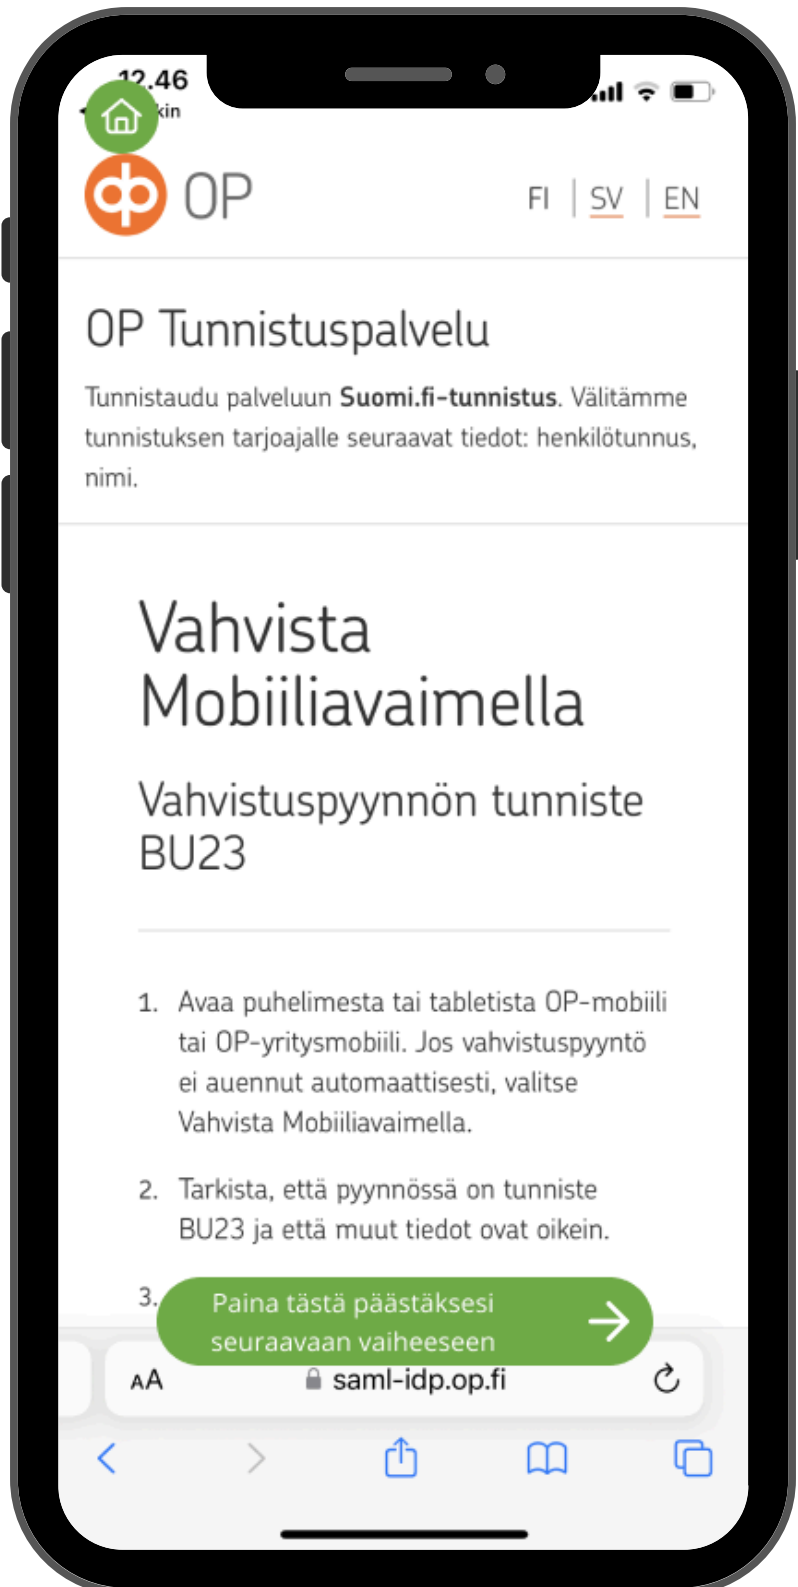 12.46
OP
FI | SV | EN
OP Tunnistuspalvelu
Tunnistaudu palveluun Suomi.fi-tunnistus. Välitämme
tunnistuksen tarjoajalle seuraavat tiedot: henkilötunnus,
nimi.
Vahvista
Mobiiliavaimella
Vahvistuspyynnön tunniste
BU23
1. Avaa puhelimesta tai tabletista OP-mobiili
tai OP-yritysmobiili. Jos vahvistuspyyntö
ei auennut automaattisesti, valitse
Vahvista Mobiiliavaimella.
2. Tarkista, että pyynnössä on tunniste
BU23 ja että muut tiedot ovat oikein.
3.
Paina tästä päästäksesi
seuraavaan vaiheeseen
AA
saml-idp.op.fi